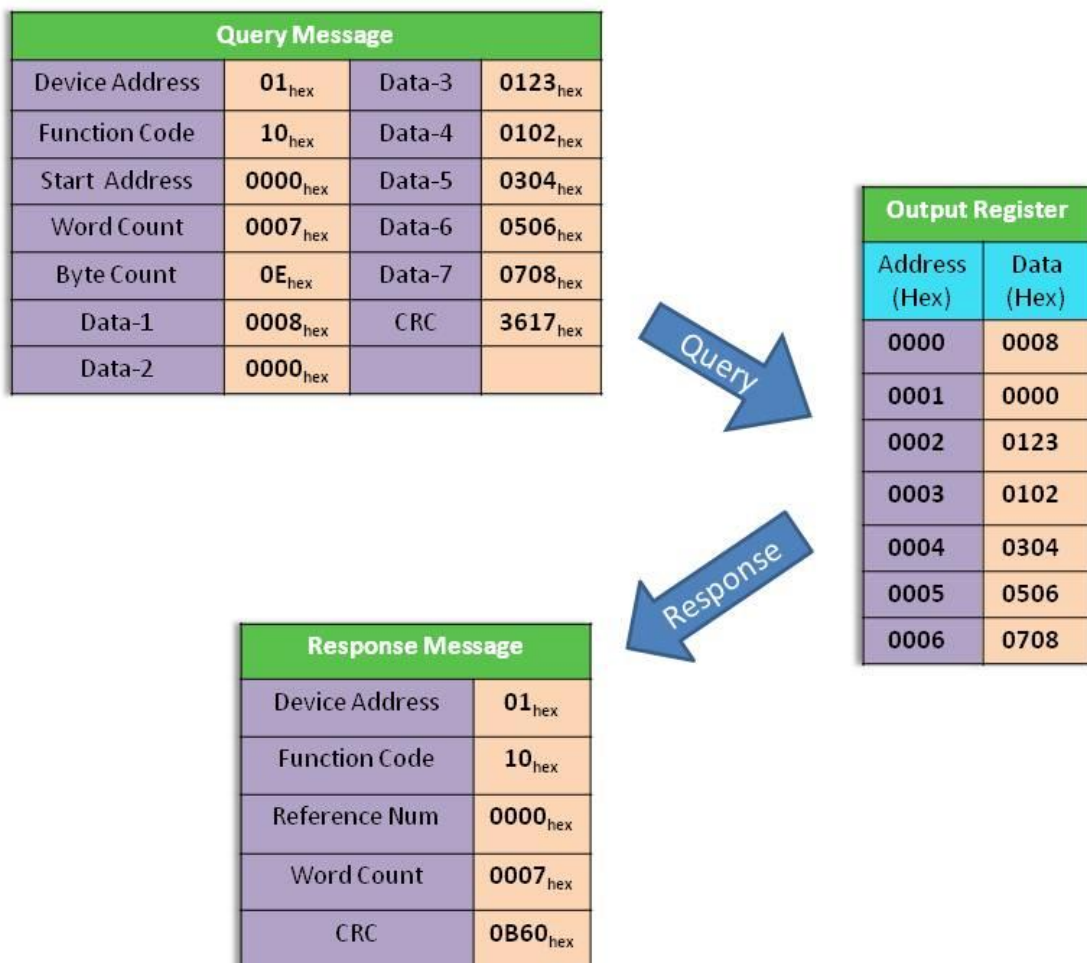 Query Message
Device Address 01hex Data-3 0123hex
Function Code 10hex Data-4 0102hex
Start Address 0000hex Data-5 0304hex
Word Count 0007hex Data-6 0506hex
Byte Count 0Ehex Data-7 0708hex
Data-1 0008hex CRC 3617hex
Data-2 0000hex
Query
Output Register
Address (Hex) Data (Hex)
0000 0008
0001 0000
0002 0123
0003 0102
0004 0304
0005 0506
0006 0708
Response
Response Message
Device Address 01hex
Function Code 10hex
Reference Num 0000hex
Word Count 0007hex
CRC 0B60hex